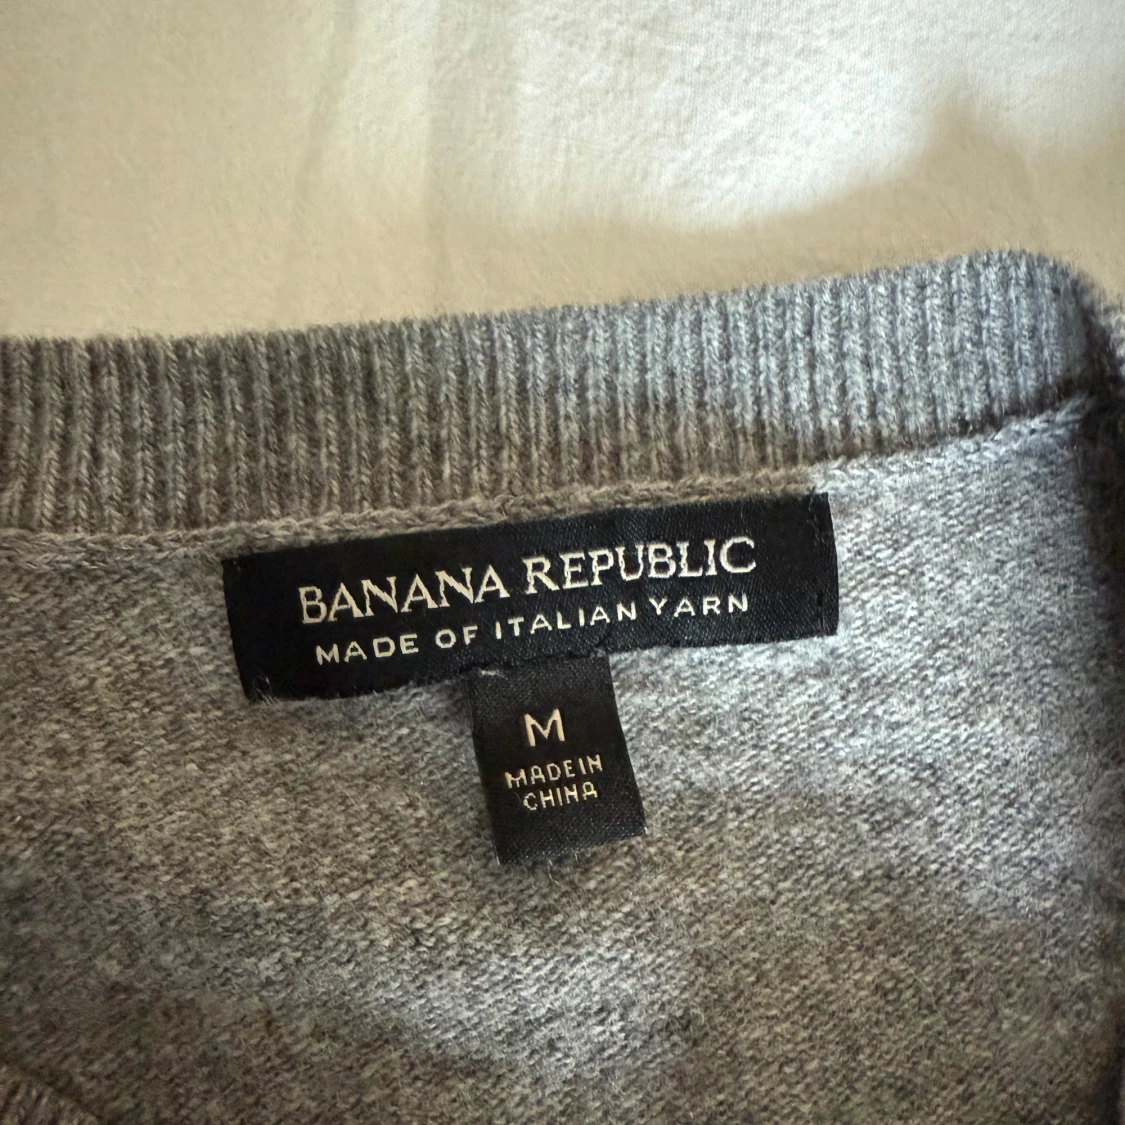 BANANA REPUBLIC
MADE OF ITALIAN YARN
M
MADE IN
CHINA